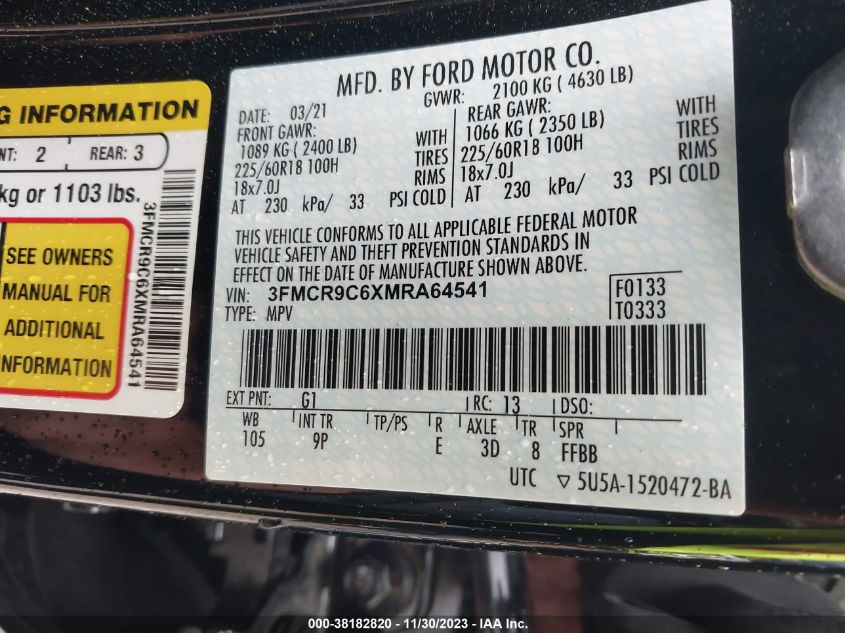 G INFORMATION
NT: 2 REAR: 3
kg or 1103 lbs.
SEE OWNERS
MANUAL FOR
ADDITIONAL
INFORMATION
3FMCR9C6XMRA64541
MFD. BY FORD MOTOR CO.
DATE: 03/21 GVWR: 2100 KG ( 4630 LB)
FRONT GAWR: REAR GAWR: WITH
1089 KG ( 2400 LB) WITH 1066 KG ( 2350 LB) TIRES
225/60R18 100H TIRES 225/60R18 100H RIMS
18x7.0J RIMS 18x7.0J
AT 230 kPa/ 33 PSI COLD AT 230 kPa/ 33 PSI COLD
THIS VEHICLE CONFORMS TO ALL APPLICABLE FEDERAL MOTOR
VEHICLE SAFETY AND THEFT PREVENTION STANDARDS IN
EFFECT ON THE DATE OF MANUFACTURE SHOWN ABOVE.
VIN: 3FMCR9C6XMRA64541 F0133
TYPE: MPV T0333
EXT PNT: G1 RC: 13 DSO:
WB INT TR TP/PS R AXLE TR SPR
105 9P E 3D 8 FFBB
UTC ▽ 5U5A-1520472-BA
000-38182820 - 11/30/2023 - IAA Inc.